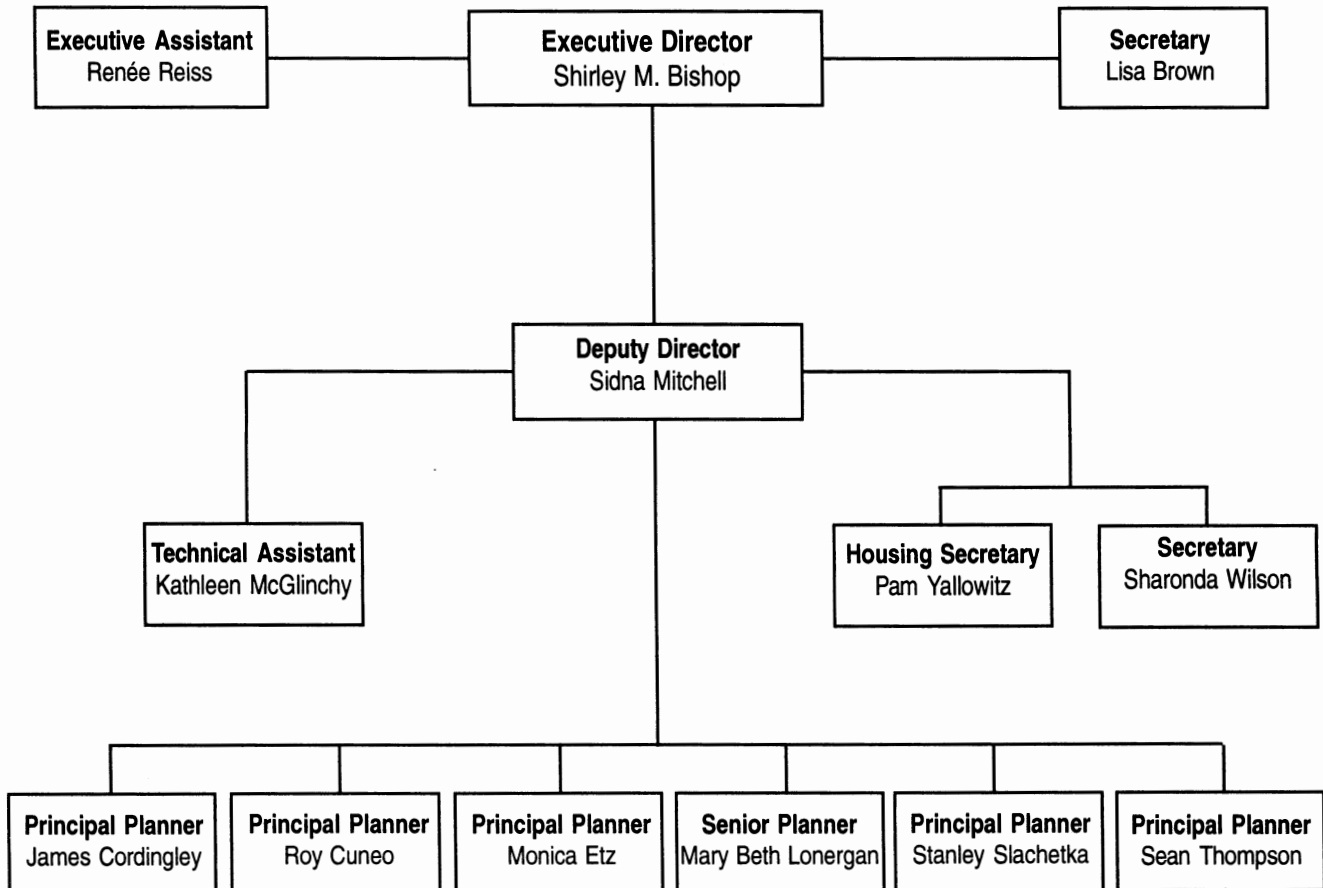 Executive Assistant
Renée Reiss
Executive Director
Shirley M. Bishop
Secretary
Lisa Brown
Deputy Director
Sidna Mitchell
Technical Assistant
Kathleen McGlinchy
Housing Secretary
Pam Yallowitz
Secretary
Sharonda Wilson
Principal Planner
James Cordingley
Principal Planner
Roy Cuneo
Principal Planner
Monica Etz
Senior Planner
Mary Beth Lonergan
Principal Planner
Stanley Slachetka
Principal Planner
Sean Thompson